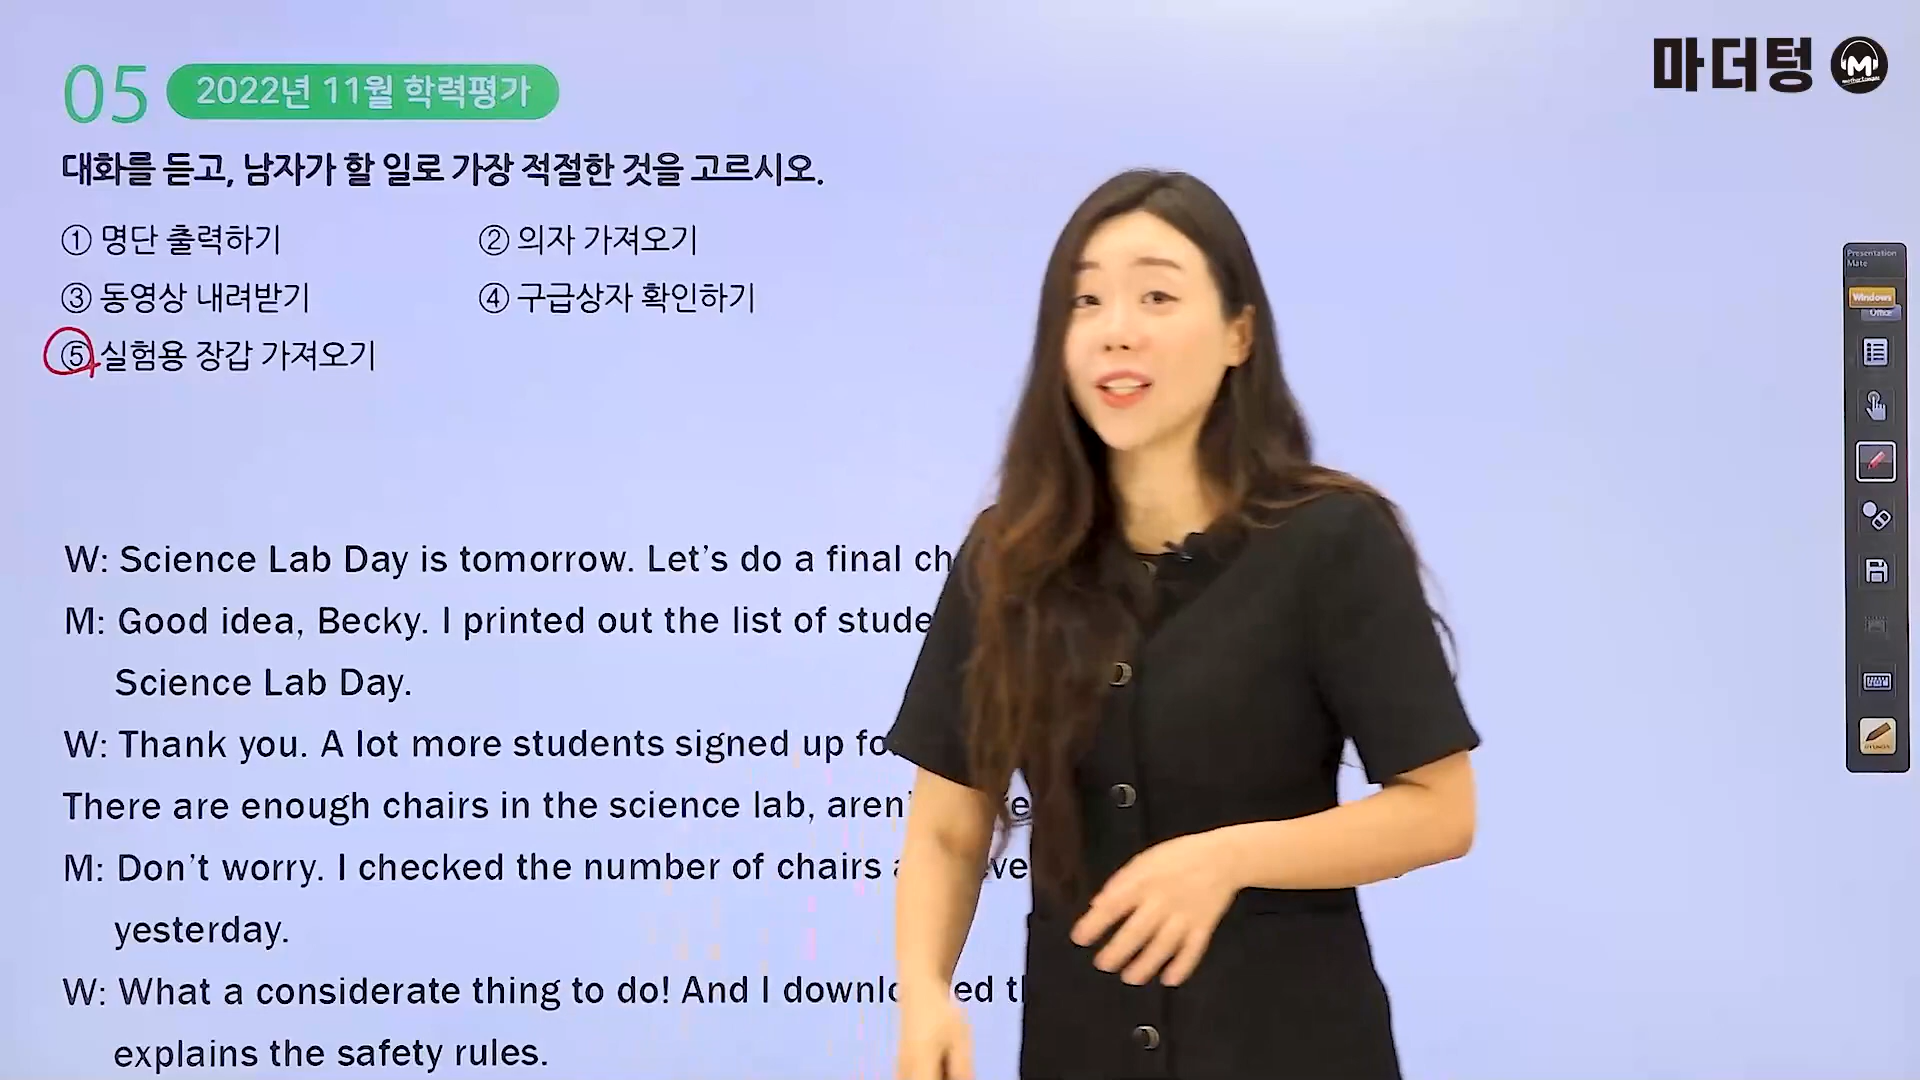 마더텅
05 2022년 11월 학력평가
대화를 듣고, 남자가 할 일로 가장 적절한 것을 고르시오.
① 명단 출력하기 ② 의자 가져오기
③ 동영상 내려받기 ④ 구급상자 확인하기
⑤ 실험용 장갑 가져오기
Presentation
Mate
Windows
Office
W: Science Lab Day is tomorrow. Let’s do a final
M: Good idea, Becky. I printed out the list of
Science Lab Day.
W: Thank you. A lot more students signed up
There are enough chairs in the science lab,
M: Don’t worry. I checked the number of chairs
yesterday.
W: What a considerate thing to do! And I
explains the safety rules.